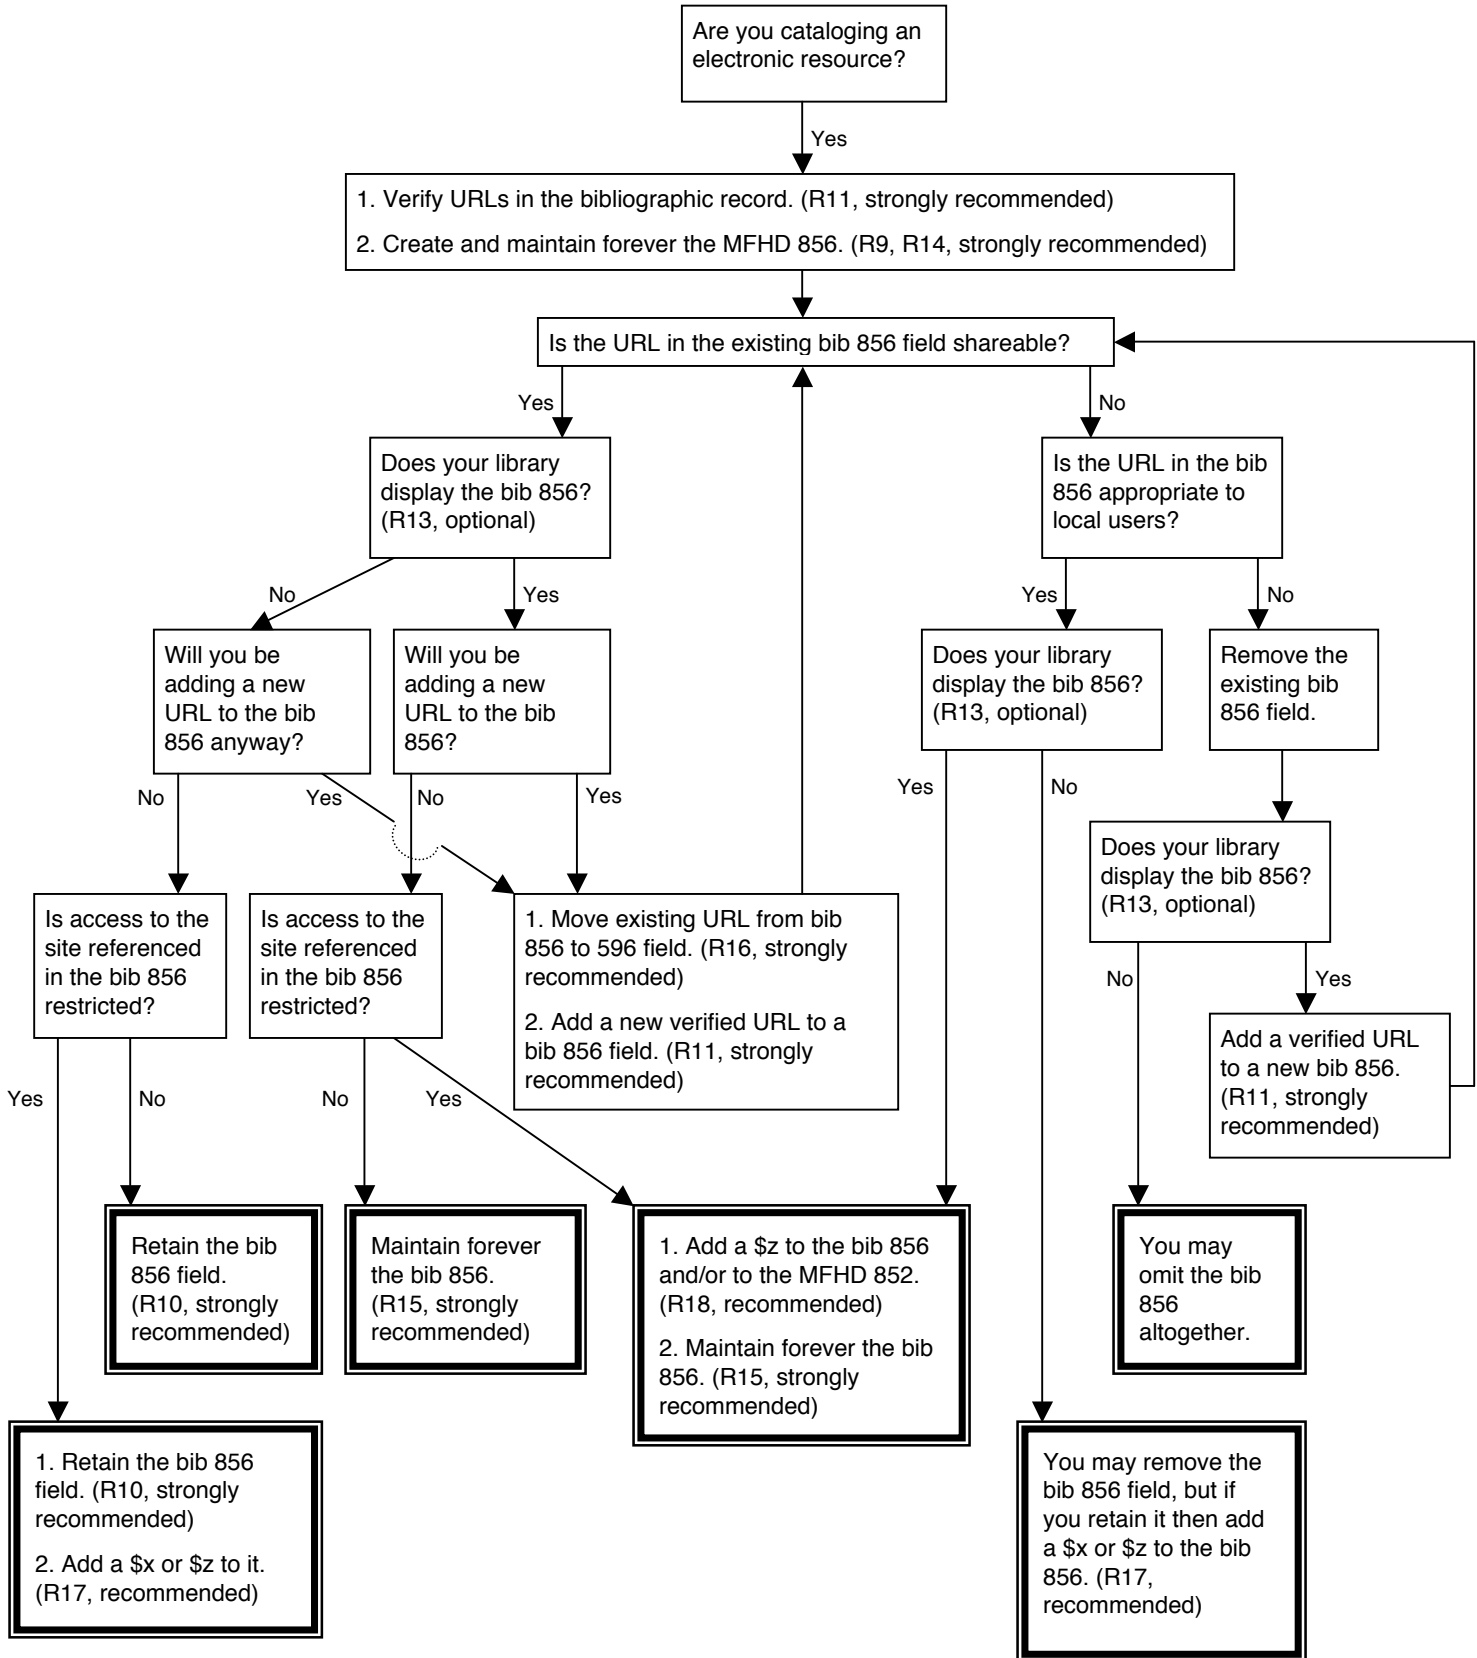 Are you cataloging an
electronic resource?
Yes
1. Verify URLs in the bibliographic record. (R11, strongly recommended)
2. Create and maintain forever the MFHD 856. (R9, R14, strongly recommended)
Is the URL in the existing bib 856 field shareable?
Yes
No
Does your library
display the bib 856?
(R13, optional)
Is the URL in the bib
856 appropriate to
local users?
No
Yes
Yes
No
Will you be
adding a new
URL to the bib
856 anyway?
Will you be
adding a new
URL to the bib
856?
Does your library
display the bib 856?
(R13, optional)
Remove the
existing bib
856 field.
No
Yes
No
Yes
Yes
No
Does your library
display the bib 856?
(R13, optional)
Is access to the
site referenced
in the bib 856
restricted?
Is access to the
site referenced
in the bib 856
restricted?
1. Move existing URL from bib
856 to 596 field. (R16, strongly
recommended)
2. Add a new verified URL to a
bib 856 field. (R11, strongly
recommended)
No
Yes
Add a verified URL
to a new bib 856.
(R11, strongly
recommended)
Yes
No
No
Yes
Retain the bib
856 field.
(R10, strongly
recommended)
Maintain forever
the bib 856.
(R15, strongly
recommended)
1. Add a $z to the bib 856
and/or to the MFHD 852.
(R18, recommended)
2. Maintain forever the bib
856. (R15, strongly
recommended)
You may
omit the bib
856
altogether.
1. Retain the bib 856
field. (R10, strongly
recommended)
2. Add a $x or $z to it.
(R17, recommended)
You may remove the
bib 856 field, but if
you retain it then add
a $x or $z to the bib
856. (R17,
recommended)